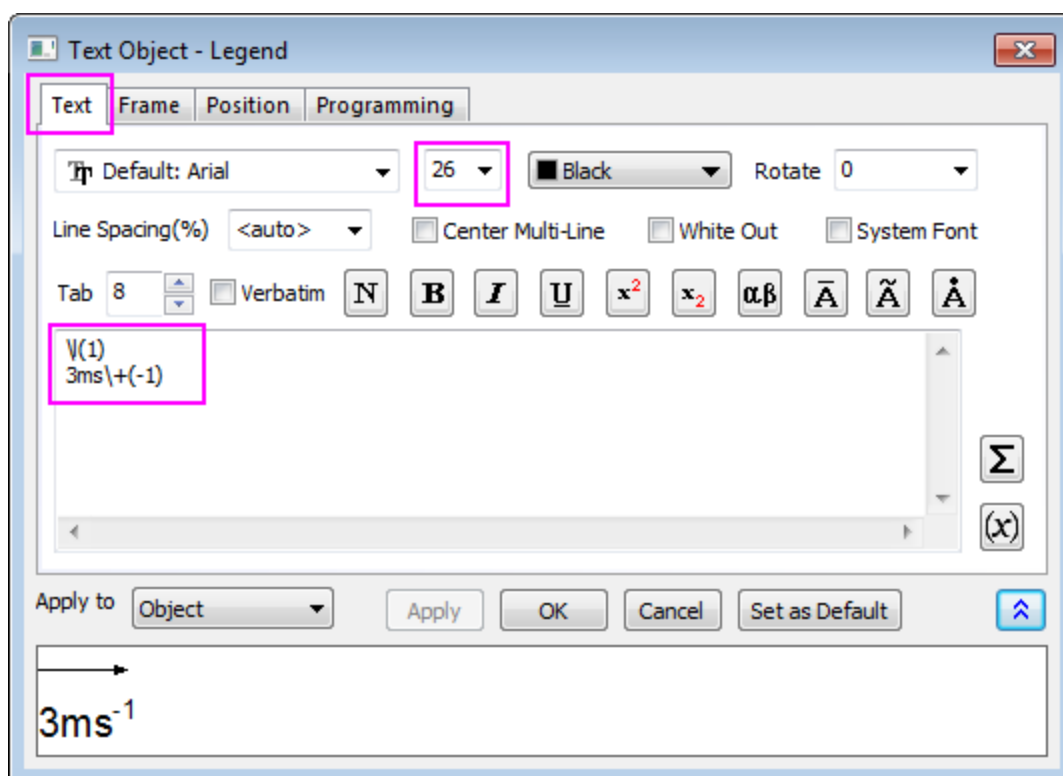 Text Object - Legend
Text Frame Position Programming
Default: Arial 26 Black Rotate 0
Line Spacing(%) <auto> Center Multi-Line White Out System Font
Tab 8 Verbatim N B I U x² x₂ αβ Ā Ã Å
\l(1)
3ms\+(-1)
Σ
(x)
Apply to Object Apply OK Cancel Set as Default
3ms⁻¹